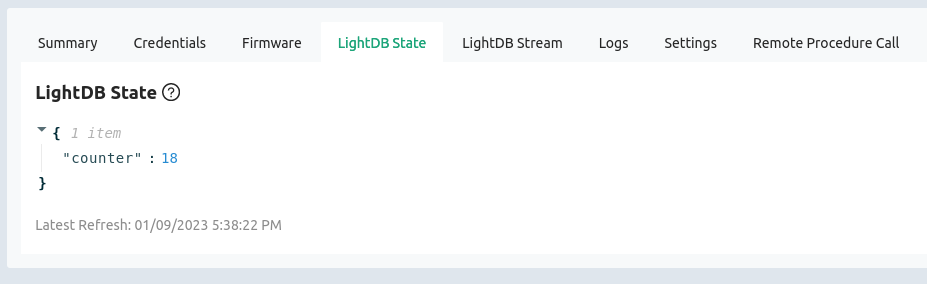 Summary Credentials Firmware LightDB State LightDB Stream Logs Settings Remote Procedure Call
LightDB State ?
{ 1 item
"counter" : 18
}
Latest Refresh: 01/09/2023 5:38:22 PM